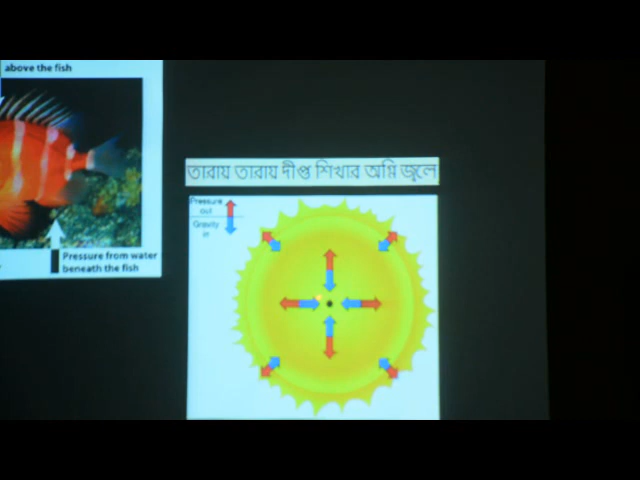 above the fish
Pressure from water
beneath the fish
তারায় তারায় দীপ্ত শিখার অগ্নি জ্বলে
Pressure
out
Gravity
in